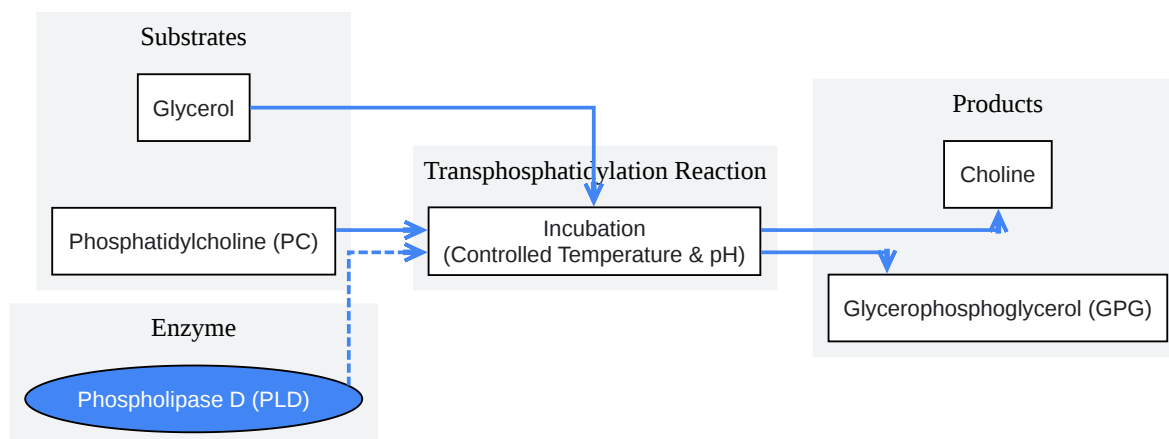 Substrates
Glycerol
Phosphatidylcholine (PC)
Enzyme
Phospholipase D (PLD)
Transphosphatidylation Reaction
Incubation
(Controlled Temperature & pH)
Products
Choline
Glycerophosphoglycerol (GPG)